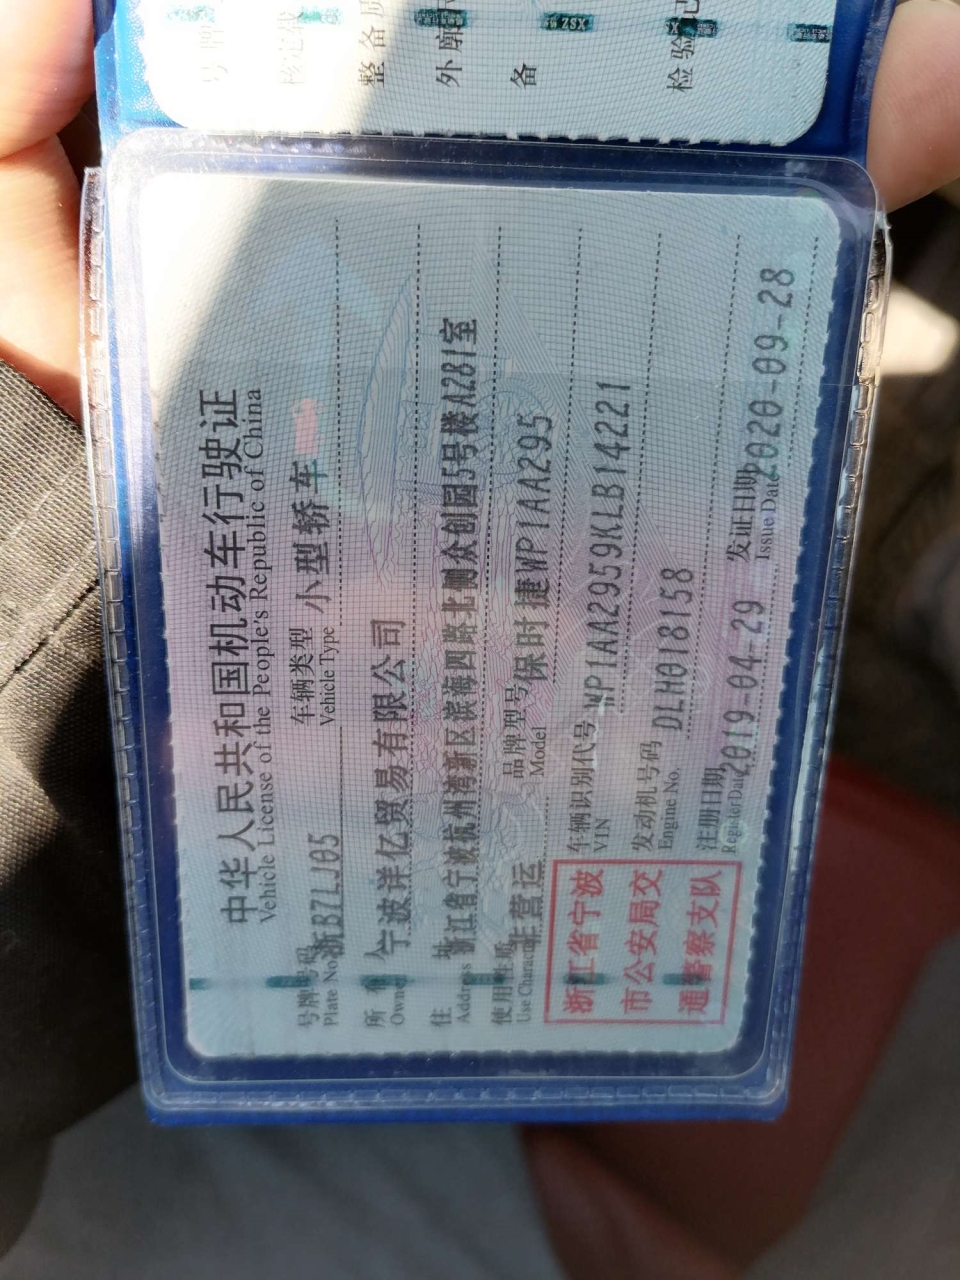 中华人民共和国机动车行驶证
Vehicle License of the People's Republic of China
号牌号码 浙B7LJ05 车辆类型 小型轿车
Plate No. Vehicle Type
所有人 宁波洋亿贸易有限公司
Owner
住址 浙江省宁波杭州湾新区滨海四路北侧众创园5号楼A281室
Address
使用性质 非营运 品牌型号 保时捷WP1AA295
Use Character Model
车辆识别代号 WP1AA2959KLB14221
VIN
发动机号码 DLH018158
Engine No.
注册日期 2019-04-29 发证日期 2020-09-28
Register Date Issue Date
浙江省宁波
市公安局交
通警察支队
号牌
整备质
外廓
备
检验记
XSZ